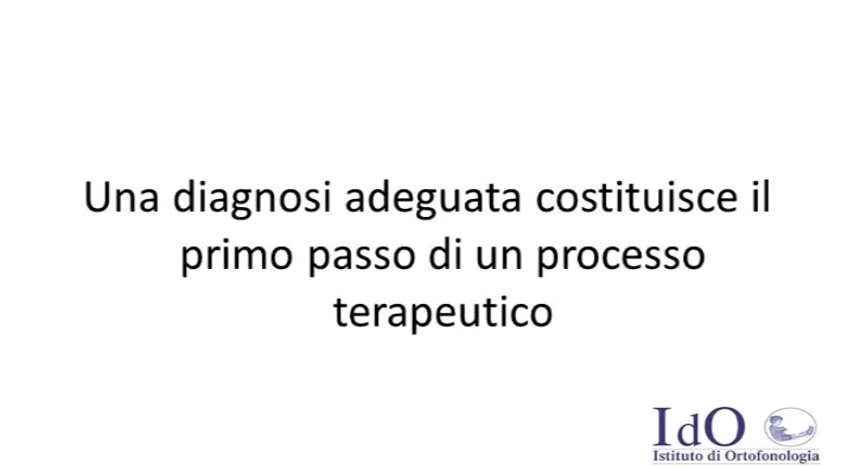 Una diagnosi adeguata costituisce il
primo passo di un processo
terapeutico
IdO
Istituto di Ortofonologia